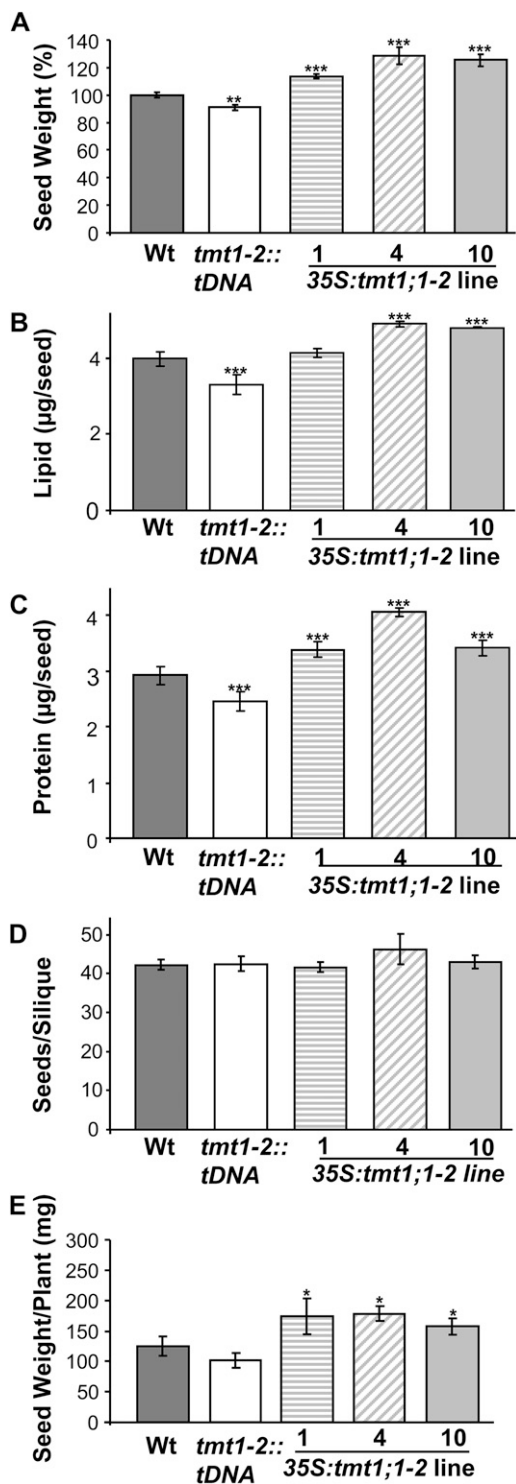 A
Seed Weight (%)
140
120
100
80
60
40
20
0
**
***
***
***
Wt
tmt1-2::
tDNA
1
4
10
35S:tmt1;1-2 line
B
Lipid (µg/seed)
4
2
0
***
***
***
Wt
tmt1-2::
tDNA
1
4
10
35S:tmt1;1-2 line
C
Protein (µg/seed)
4
3
2
1
0
***
***
***
***
Wt
tmt1-2::
tDNA
1
4
10
35S:tmt1;1-2 line
D
Seeds/Silique
50
40
30
20
10
0
Wt
tmt1-2::
tDNA
1
4
10
35S:tmt1;1-2 line
E
Seed Weight/Plant (mg)
300
250
200
150
100
50
0
*
*
*
Wt
tmt1-2::
tDNA
1
4
10
35S:tmt1;1-2 line